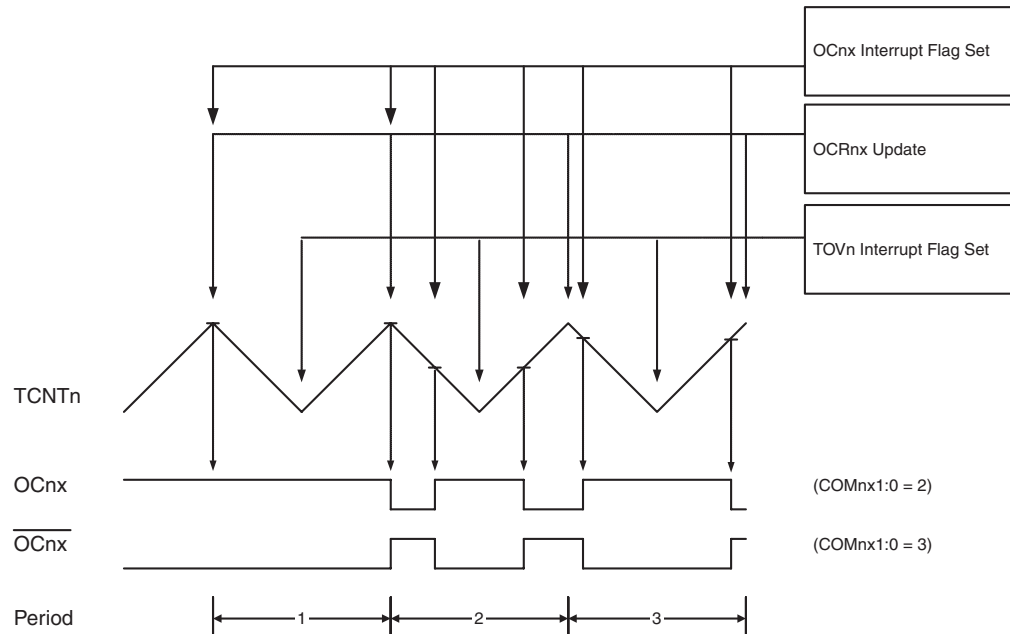 OCnx Interrupt Flag Set
OCRnx Update
TOVn Interrupt Flag Set
TCNTn
OCnx
(COMnx1:0 = 2)
OCnx
(COMnx1:0 = 3)
Period
1
2
3